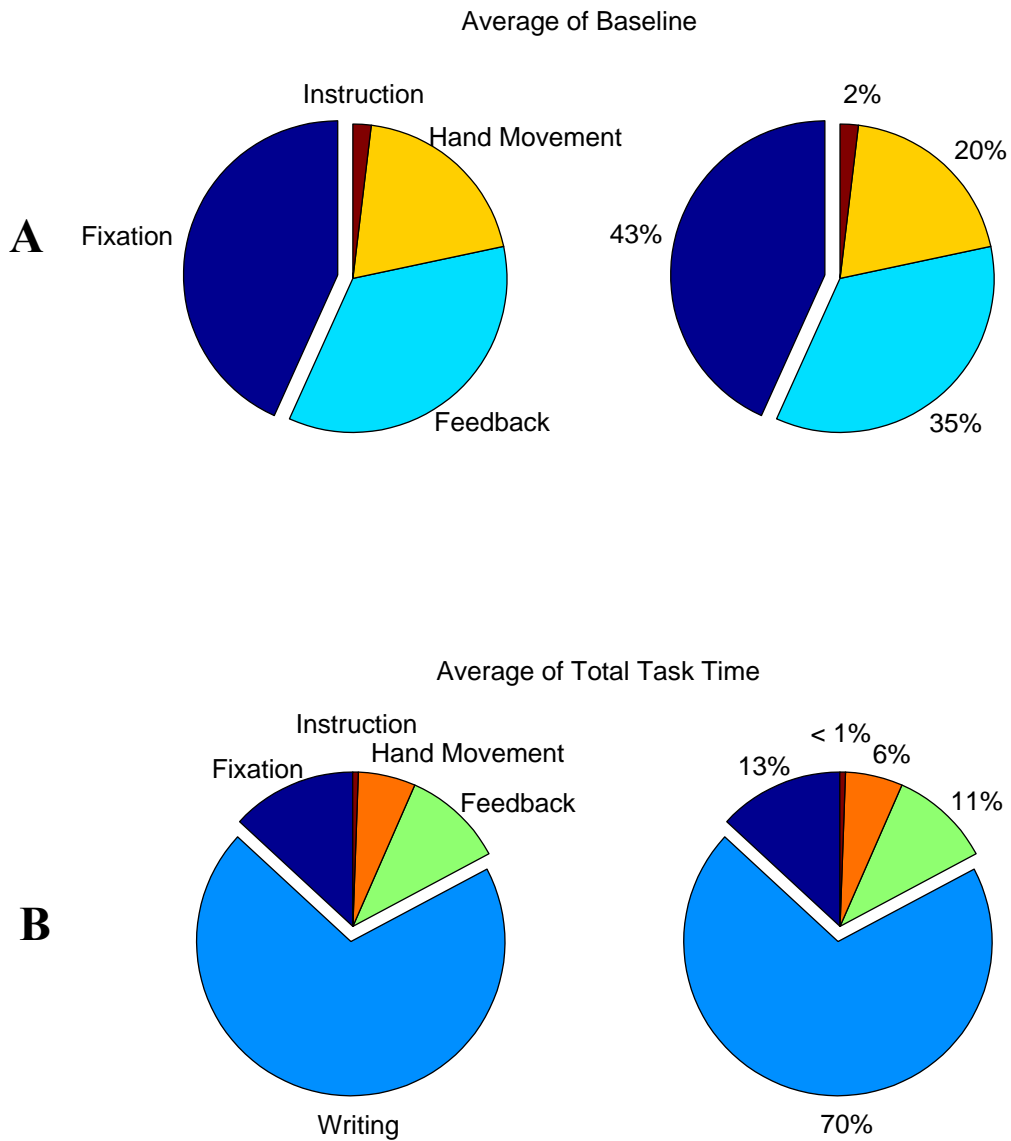 Average of Baseline
Instruction
Hand Movement
A
Fixation
Feedback
2%
20%
43%
35%
Average of Total Task Time
Instruction
Hand Movement
Fixation
Feedback
B
Writing
< 1%
6%
13%
11%
70%